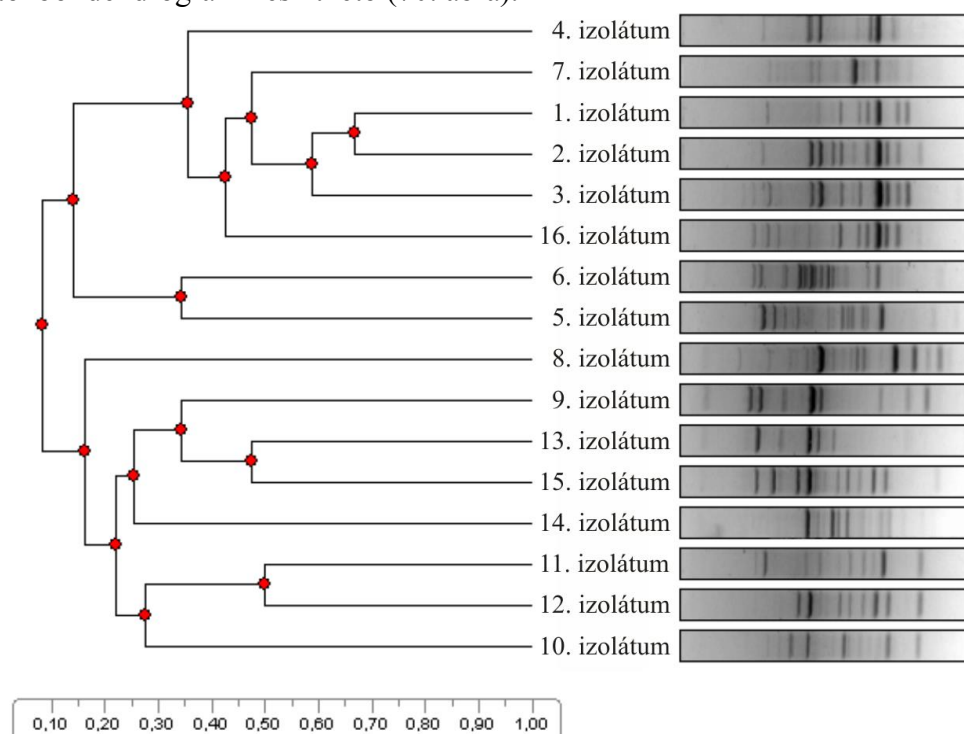 4. izolátum
7. izolátum
1. izolátum
2. izolátum
3. izolátum
16. izolátum
6. izolátum
5. izolátum
8. izolátum
9. izolátum
13. izolátum
15. izolátum
14. izolátum
11. izolátum
12. izolátum
10. izolátum
0,10 0,20 0,30 0,40 0,50 0,60 0,70 0,80 0,90 1,00